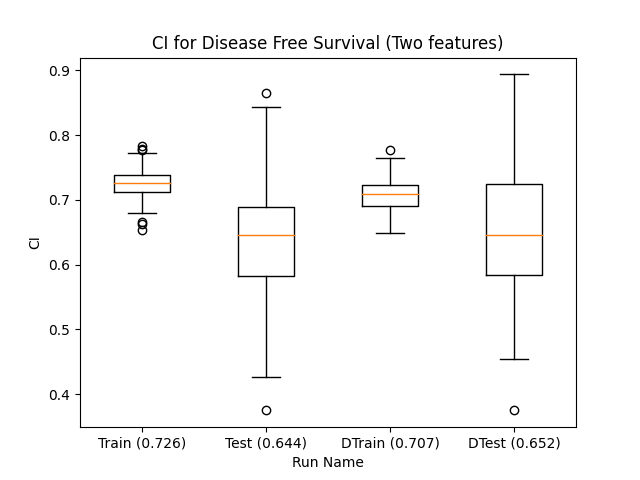 CI for Disease Free Survival (Two features)
0.9
0.8
0.7
0.6
0.5
0.4
CI
Train (0.726) Test (0.644) DTrain (0.707) DTest (0.652)
Run Name